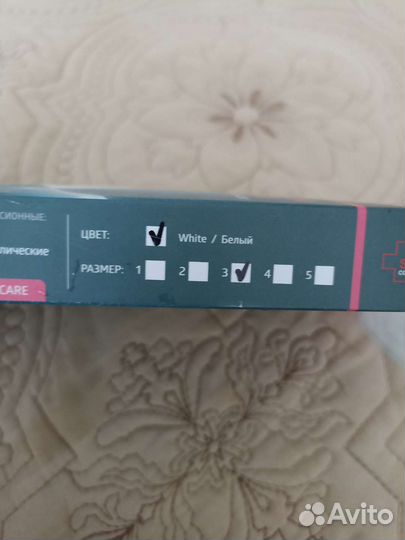 СИОННЫЕ:
ЦВЕТ: White / Белый
лические
РАЗМЕР: 1 2 3 4 5
CARE
Avito